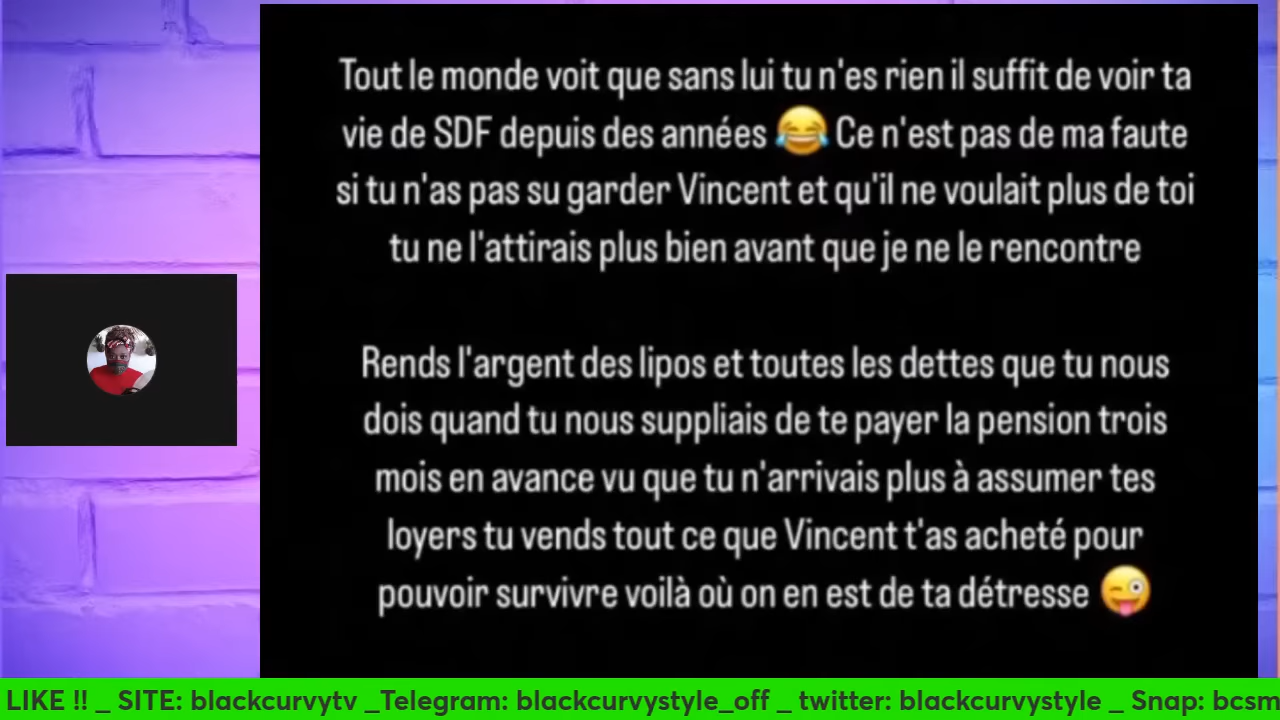 Tout le monde voit que sans lui tu n'es rien il suffit de voir ta
vie de SDF depuis des années 😂 Ce n'est pas de ma faute
si tu n'as pas su garder Vincent et qu'il ne voulait plus de toi
tu ne l'attirais plus bien avant que je ne le rencontre
Rends l'argent des lipos et toutes les dettes que tu nous
dois quand tu nous suppliais de te payer la pension trois
mois en avance vu que tu n'arrivais plus à assumer tes
loyers tu vends tout ce que Vincent t'as acheté pour
pouvoir survivre voilà où on en est de ta détresse 😜
LIKE !! _ SITE: blackcurvytv _Telegram: blackcurvystyle_off _ twitter: blackcurvystyle _ Snap: bcsm